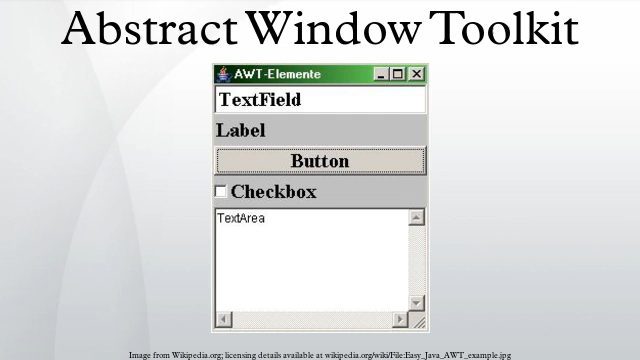 Abstract Window Toolkit
AWT-Elemente
TextField
Label
Button
Checkbox
TextArea
Image from Wikipedia.org; licensing details available at wikipedia.org/wiki/File:Easy_Java_AWT_example.jpg